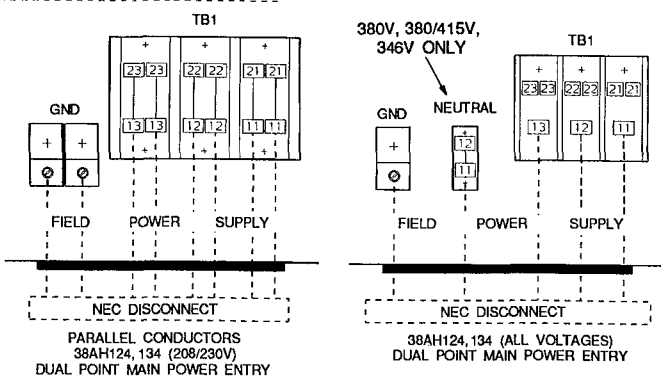 TB1
23 23 22 22 21 21
GND
13 13 12 12 11 11
FIELD POWER SUPPLY
NEC DISCONNECT
PARALLEL CONDUCTORS
38AH124, 134 (208/230V)
DUAL POINT MAIN POWER ENTRY
380V, 380/415V,
346V ONLY
TB1
23 23 22 22 21 21
GND
NEUTRAL
12
11
13 12 11
FIELD POWER SUPPLY
NEC DISCONNECT
38AH124, 134 (ALL VOLTAGES)
DUAL POINT MAIN POWER ENTRY